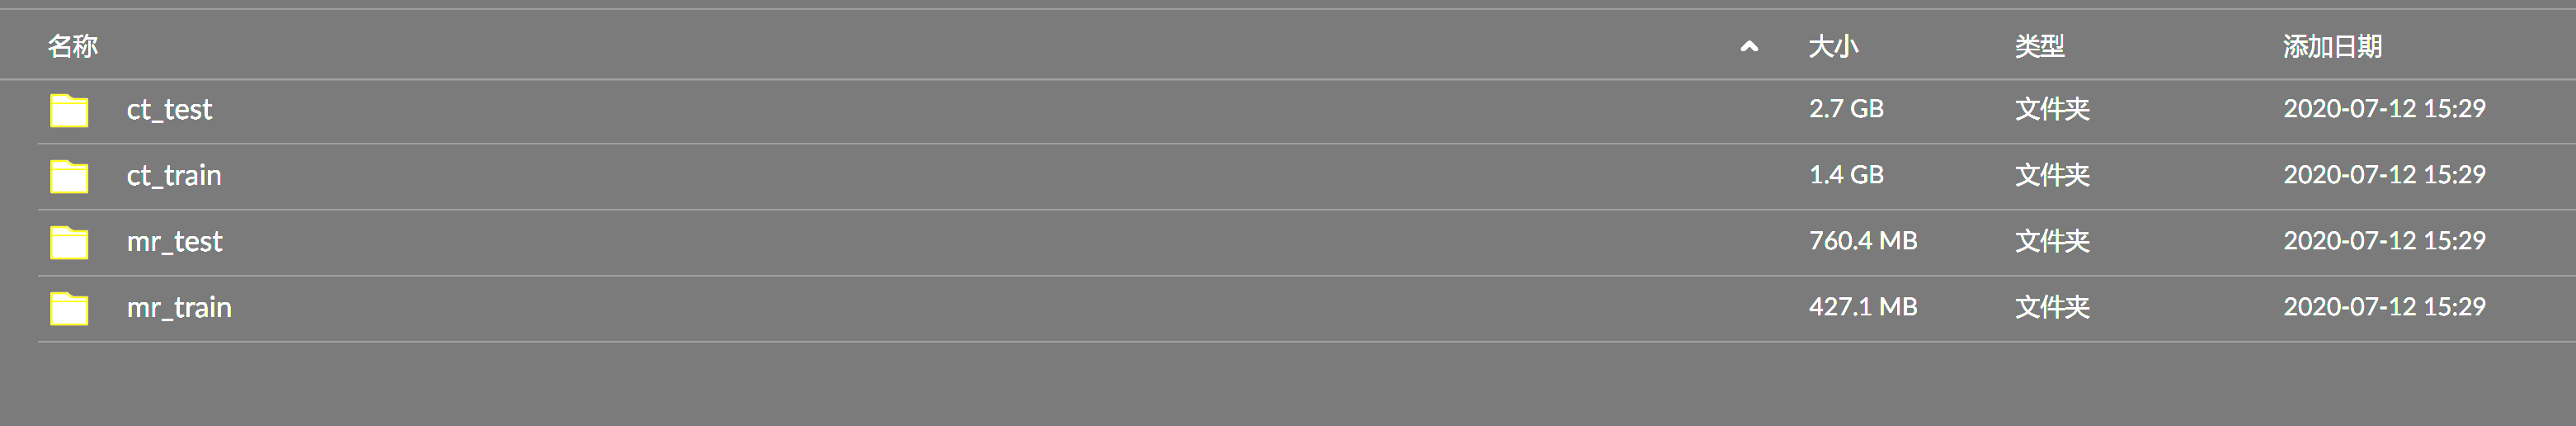 名称 大小 类型 添加日期
ct_test 2.7 GB 文件夹 2020-07-12 15:29
ct_train 1.4 GB 文件夹 2020-07-12 15:29
mr_test 760.4 MB 文件夹 2020-07-12 15:29
mr_train 427.1 MB 文件夹 2020-07-12 15:29